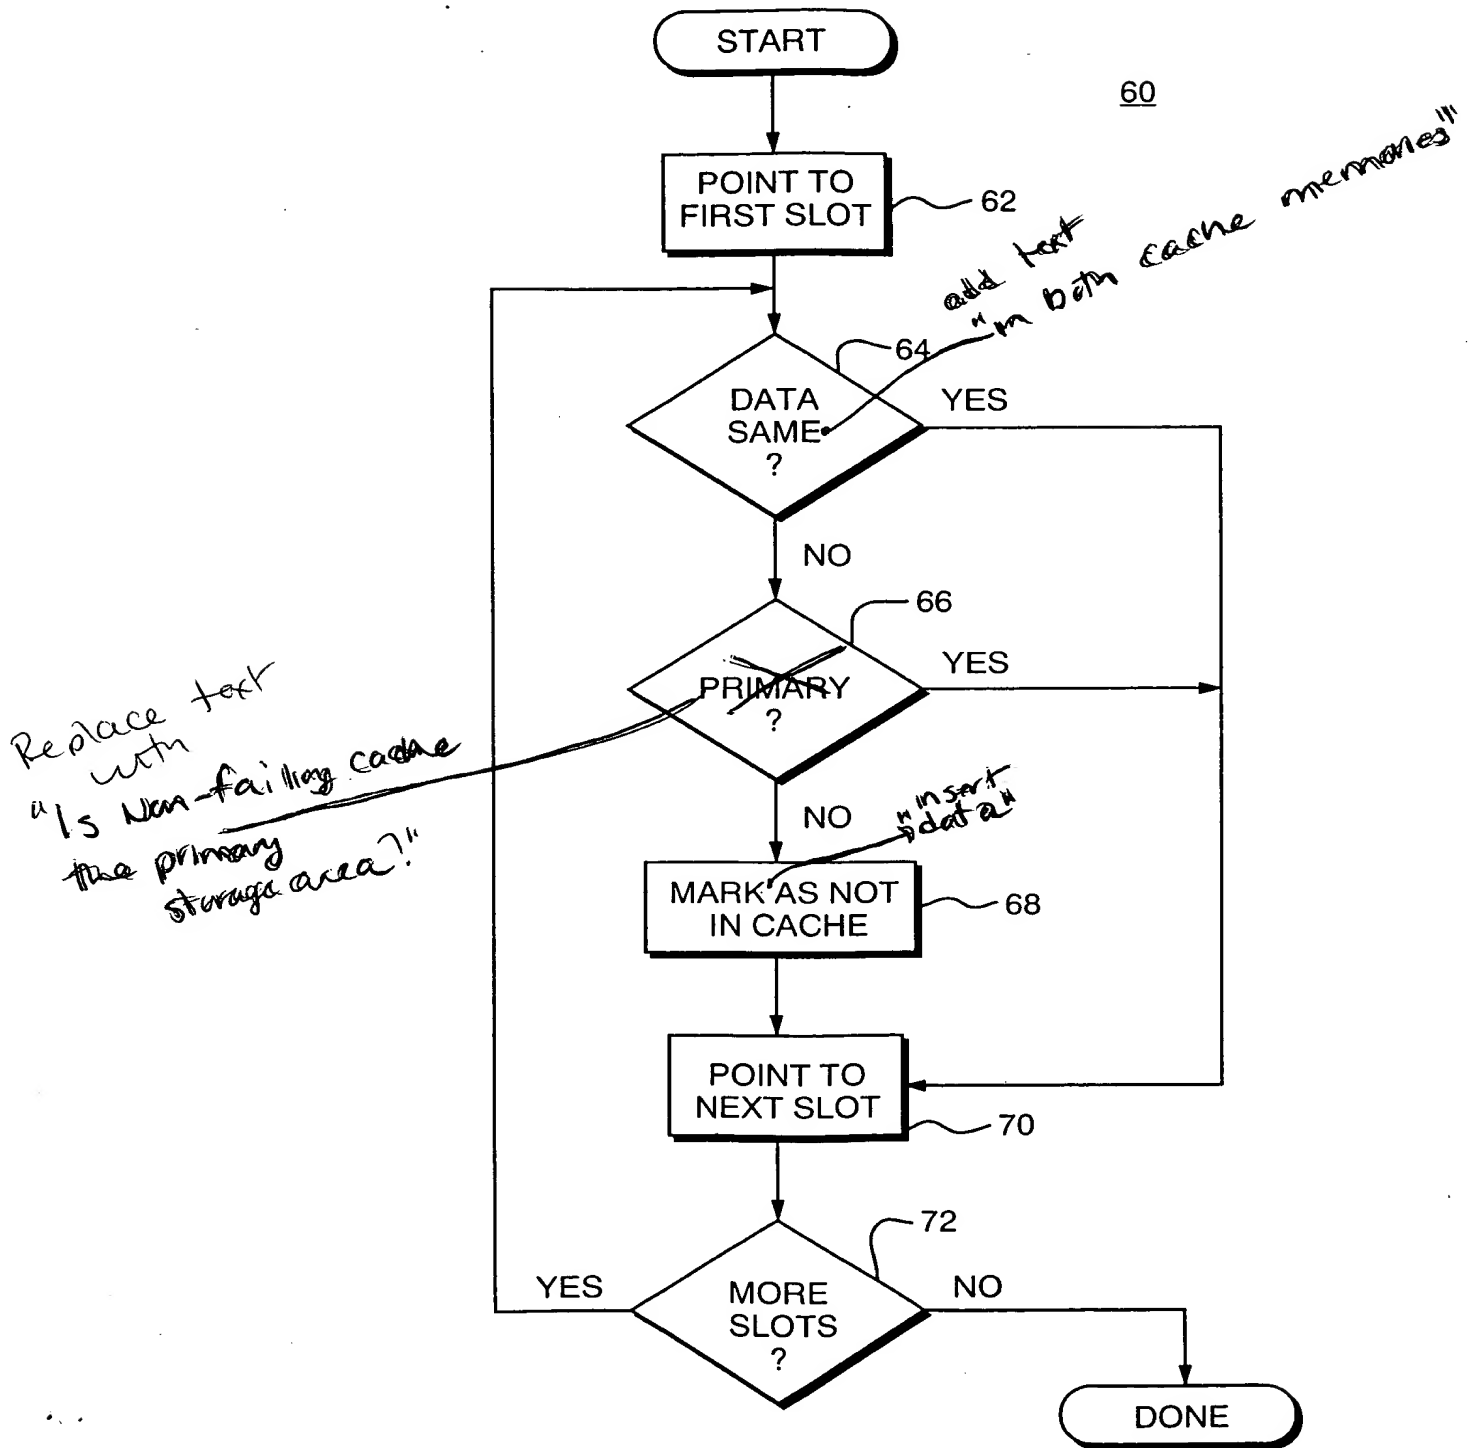 START
60
POINT TO
FIRST SLOT
62
add text
"in both cache memories"
64
DATA
SAME
?
YES
NO
66
PRIMARY
?
YES
Replace text
with
"Is Non-failing cache
the primary
storage area?"
NO
insert
"data"
MARK AS NOT
IN CACHE
68
POINT TO
NEXT SLOT
70
72
YES
MORE
SLOTS
?
NO
DONE